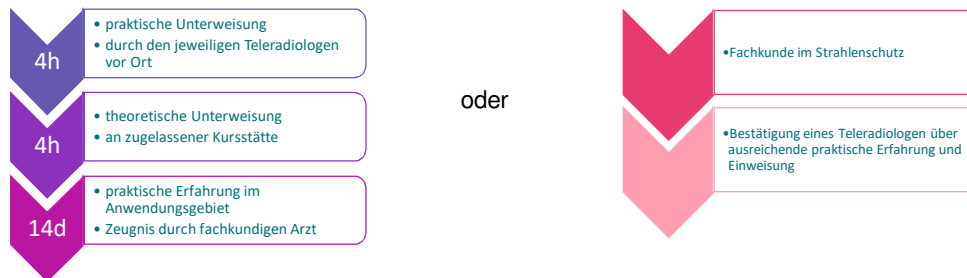 4h
• praktische Unterweisung
• durch den jeweiligen Teleradiologen
vor Ort
4h
• theoretische Unterweisung
• an zugelassener Kursstätte
14d
• praktische Erfahrung im
Anwendungsgebiet
• Zeugnis durch fachkundigen Arzt
oder
•Fachkunde im Strahlenschutz
•Bestätigung eines Teleradiologen über
ausreichende praktische Erfahrung und
Einweisung